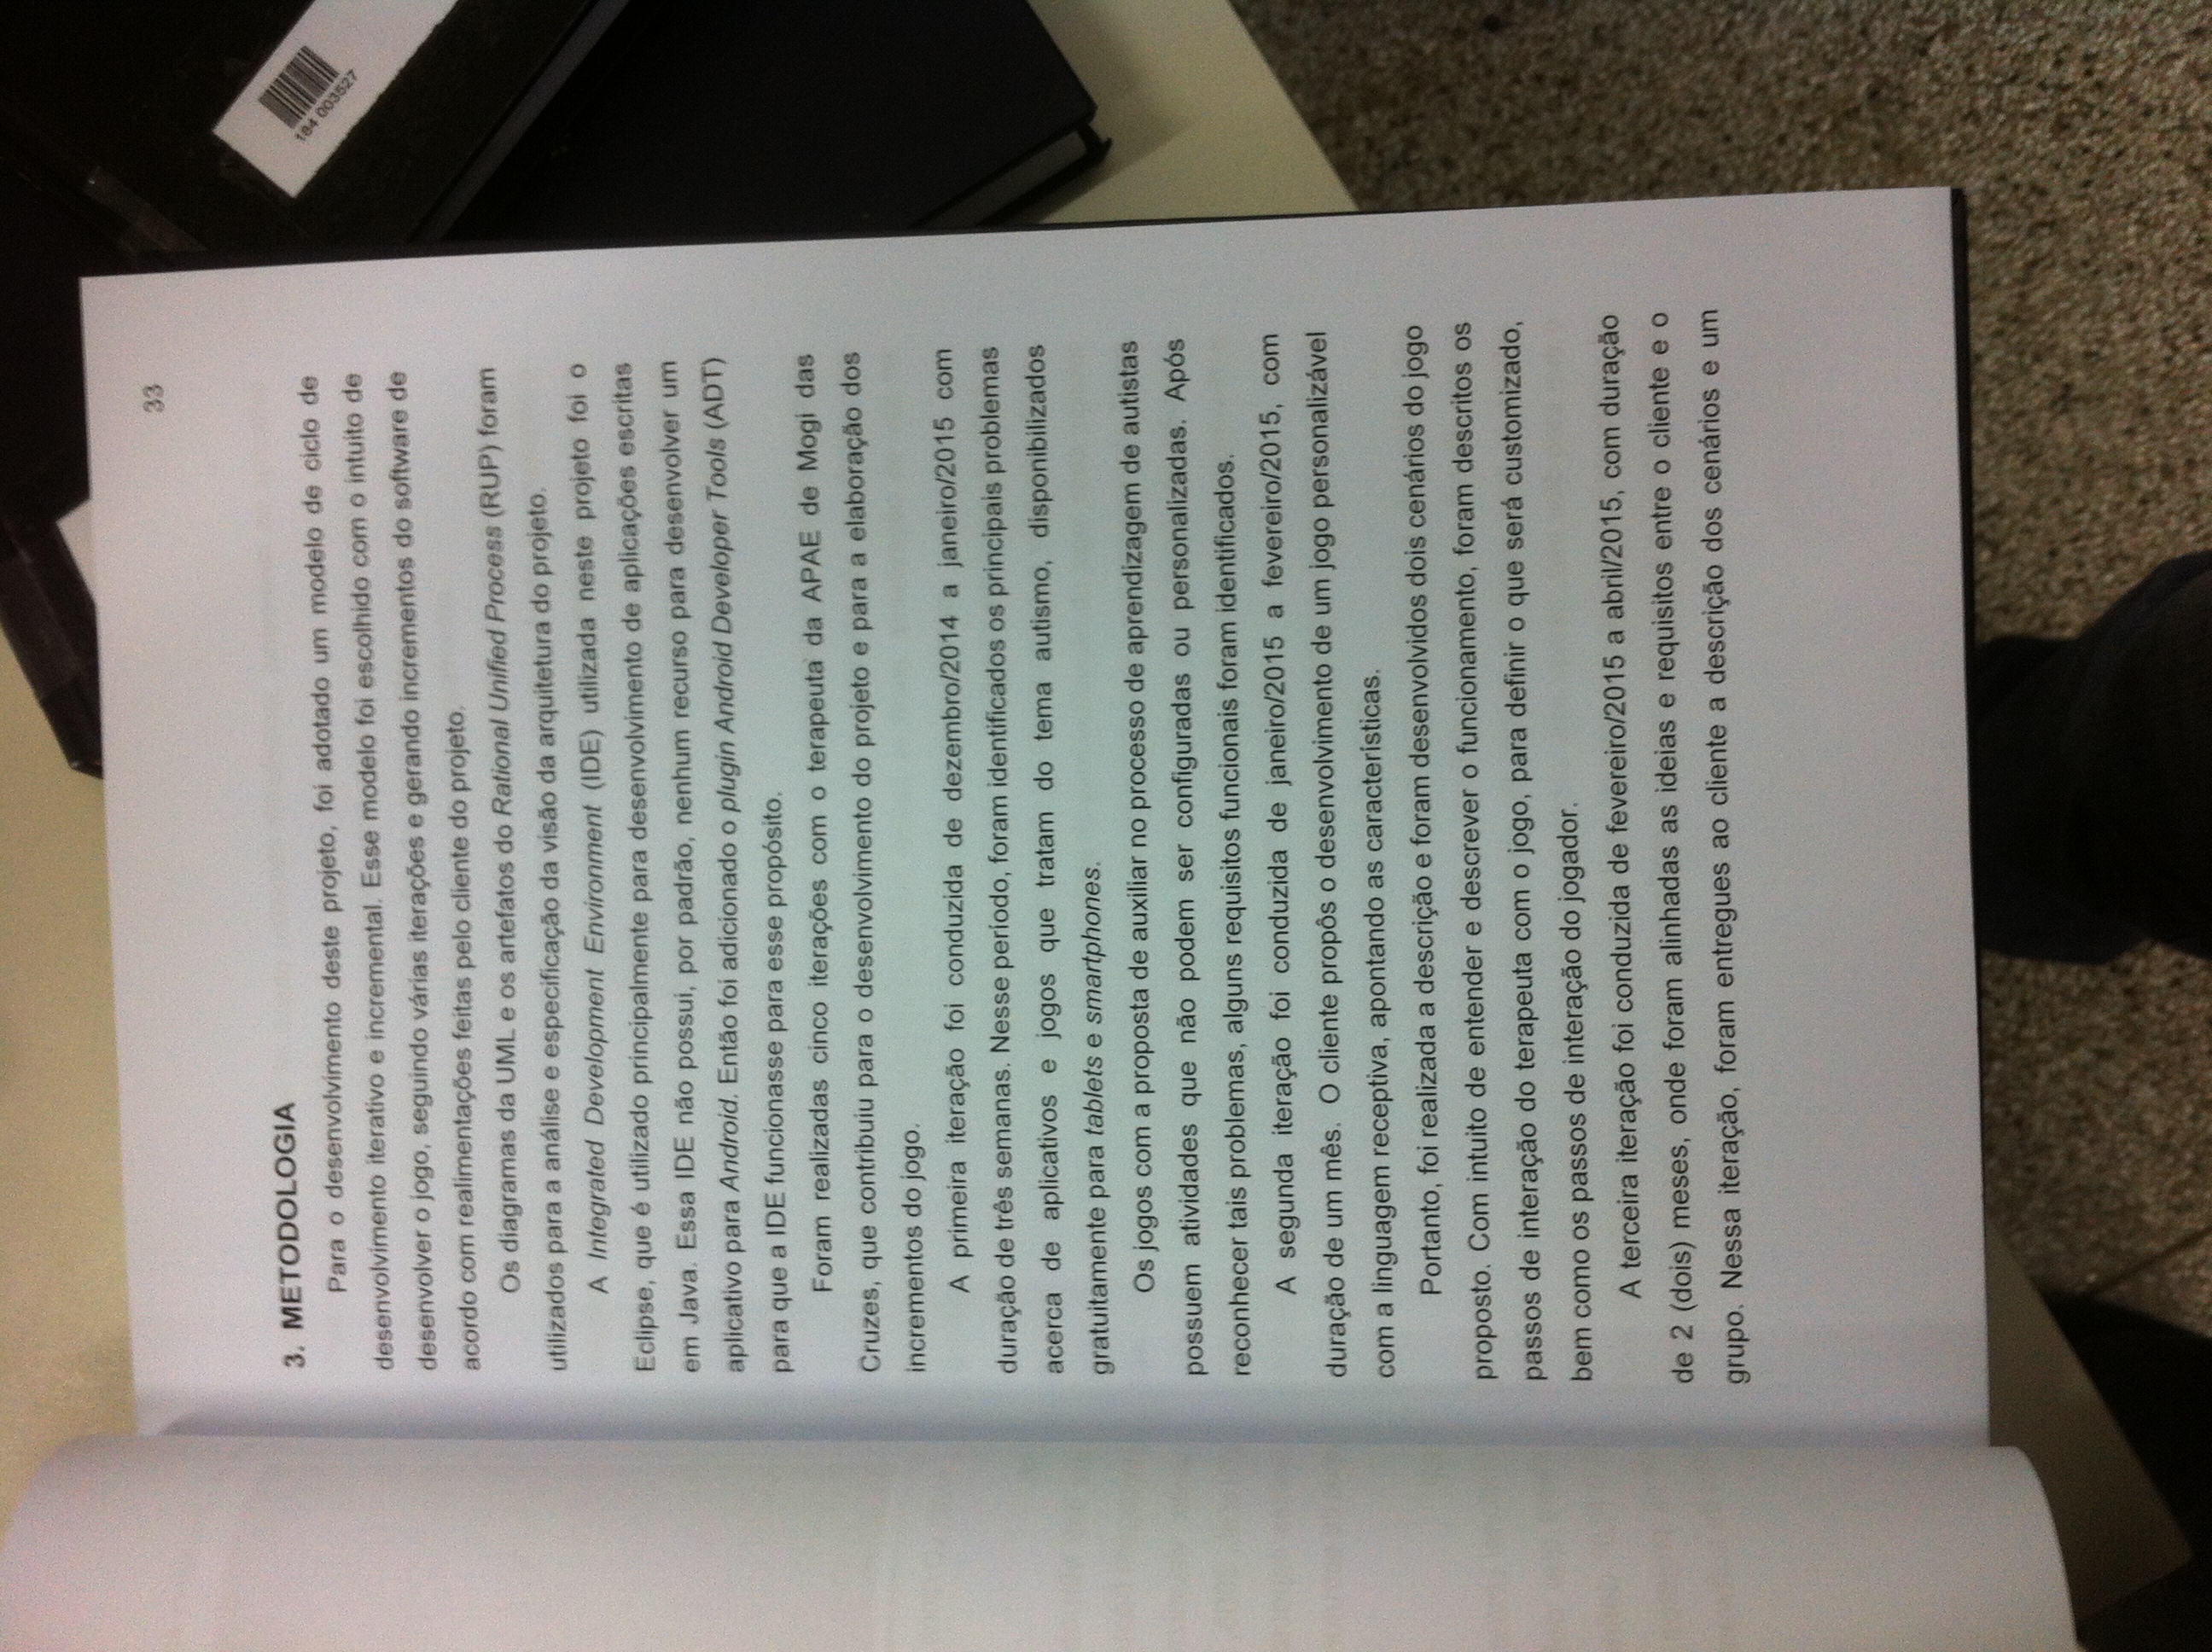 33
3. METODOLOGIA
Para o desenvolvimento deste projeto, foi adotado um modelo de ciclo de
desenvolvimento iterativo e incremental. Esse modelo foi escolhido com o intuito de
desenvolver o jogo, seguindo várias iterações e gerando incrementos do software de
acordo com realimentações feitas pelo cliente do projeto.
Os diagramas da UML e os artefatos do Rational Unified Process (RUP) foram
utilizados para a análise e especificação da visão da arquitetura do projeto.
A Integrated Development Environment (IDE) utilizada neste projeto foi o
Eclipse, que é utilizado principalmente para desenvolvimento de aplicações escritas
em Java. Essa IDE não possui, por padrão, nenhum recurso para desenvolver um
aplicativo para Android. Então foi adicionado o plugin Android Developer Tools (ADT)
para que a IDE funcionasse para esse propósito.
Foram realizadas cinco iterações com o terapeuta da APAE de Mogi das
Cruzes, que contribuiu para o desenvolvimento do projeto e para a elaboração dos
incrementos do jogo.
A primeira iteração foi conduzida de dezembro/2014 a janeiro/2015 com
duração de três semanas. Nesse período, foram identificados os principais problemas
acerca de aplicativos e jogos que tratam do tema autismo, disponibilizados
gratuitamente para tablets e smartphones.
Os jogos com a proposta de auxiliar no processo de aprendizagem de autistas
possuem atividades que não podem ser configuradas ou personalizadas. Após
reconhecer tais problemas, alguns requisitos funcionais foram identificados.
A segunda iteração foi conduzida de janeiro/2015 a fevereiro/2015, com
duração de um mês. O cliente propôs o desenvolvimento de um jogo personalizável
com a linguagem receptiva, apontando as características.
Portanto, foi realizada a descrição e foram desenvolvidos dois cenários do jogo
proposto. Com intuito de entender e descrever o funcionamento, foram descritos os
passos de interação do terapeuta com o jogo, para definir o que será customizado,
bem como os passos de interação do jogador.
A terceira iteração foi conduzida de fevereiro/2015 a abril/2015, com duração
de 2 (dois) meses, onde foram alinhadas as ideias e requisitos entre o cliente e o
grupo. Nessa iteração, foram entregues ao cliente a descrição dos cenários e um
184 003527